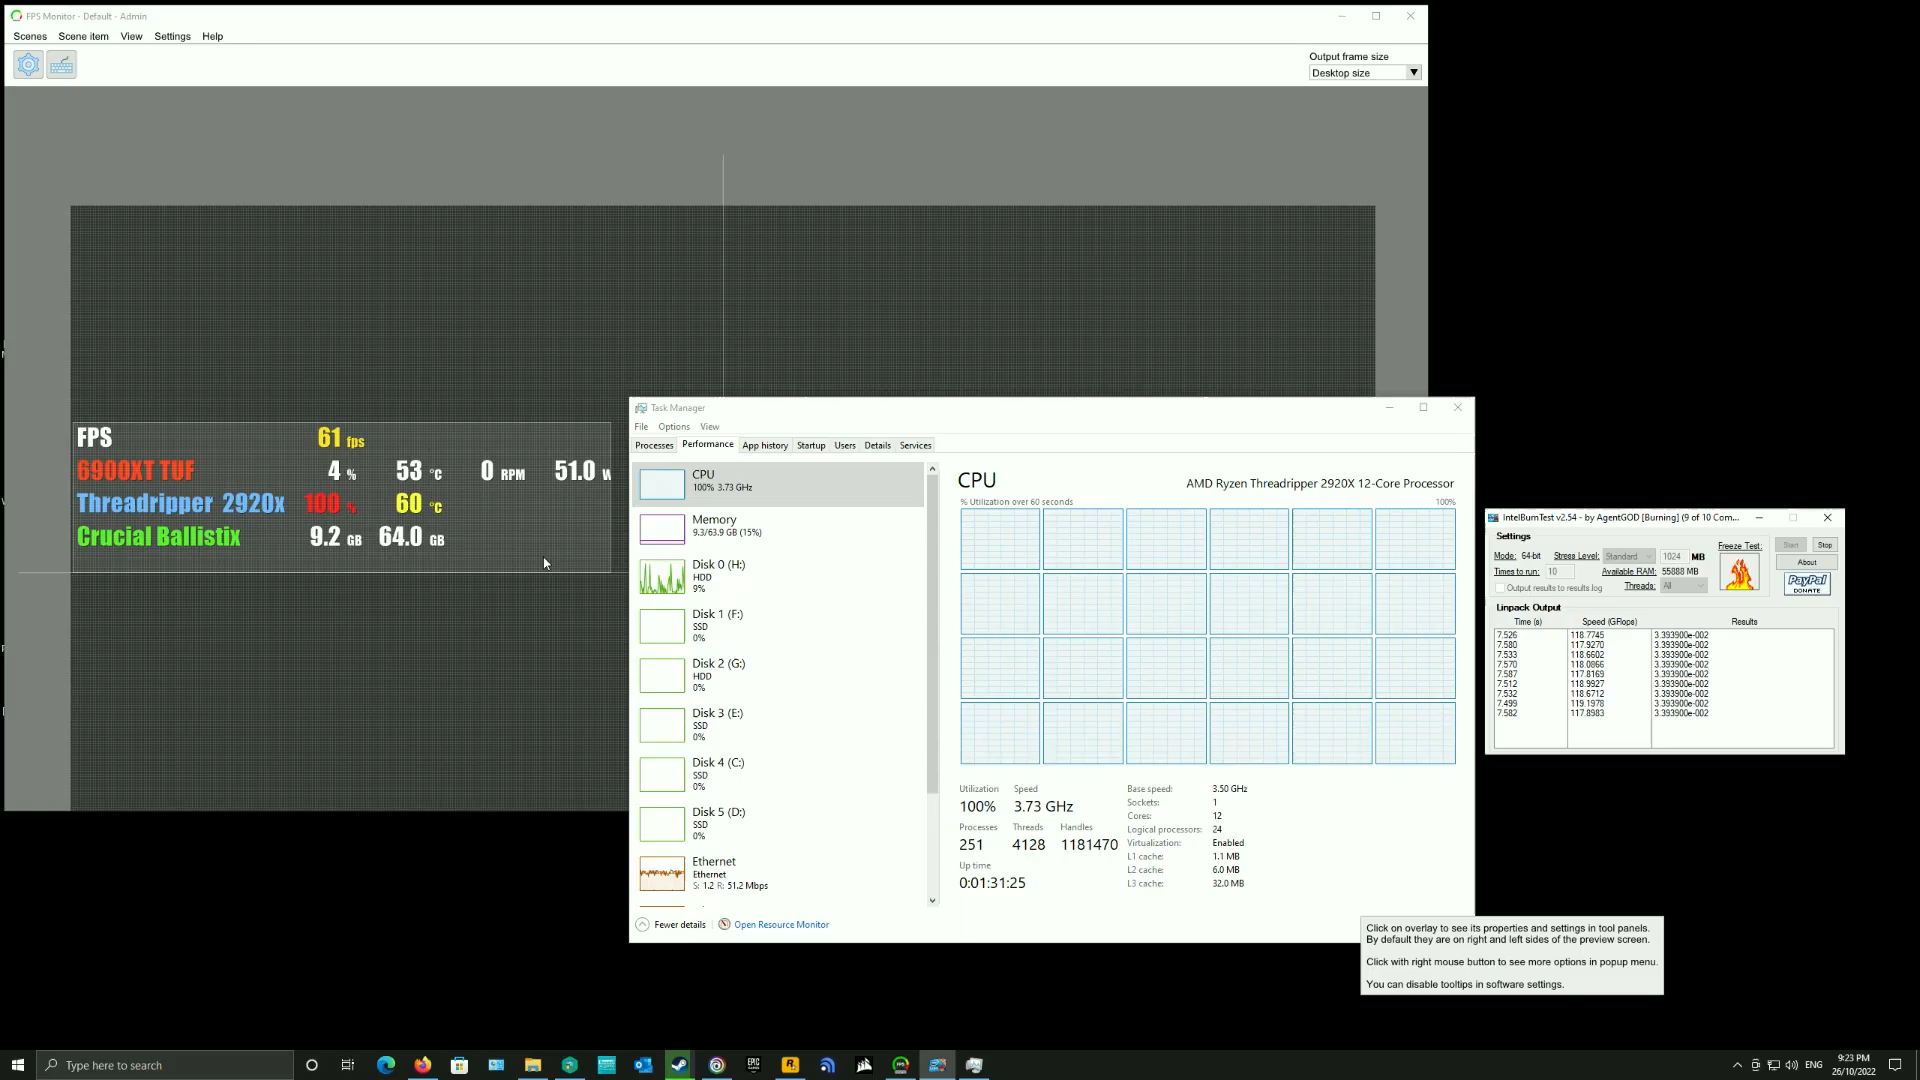 FPS Monitor - Default - Admin
Scenes Scene item View Settings Help
Output frame size
Desktop size
FPS 61 fps
6900XT TUF 4 % 53 °C 0 RPM 51.0 W
Threadripper 2920x 100 % 60 °C
Crucial Ballistix 9.2 GB 64.0 GB
Task Manager
File Options View
Processes Performance App history Startup Users Details Services
CPU
100% 3.73 GHz
Memory
9.3/63.9 GB (15%)
Disk 0 (H:)
HDD
9%
Disk 1 (F:)
SSD
0%
Disk 2 (G:)
HDD
0%
Disk 3 (E:)
SSD
0%
Disk 4 (C:)
SSD
0%
Disk 5 (D:)
SSD
0%
Ethernet
Ethernet
S: 1.2 R: 51.2 Mbps
CPU AMD Ryzen Threadripper 2920X 12-Core Processor
% Utilization over 60 seconds 100%
Utilization Speed
100% 3.73 GHz
Processes Threads Handles
251 4128 1181470
Up time
0:01:31:25
Base speed: 3.50 GHz
Sockets: 1
Cores: 12
Logical processors: 24
Virtualization: Enabled
L1 cache: 1.1 MB
L2 cache: 6.0 MB
L3 cache: 32.0 MB
Fewer details Open Resource Monitor
IntelBurnTest v2.54 - by AgentGOD [Burning] (9 of 10 Com...
Settings
Mode: 64-bit Stress Level: Standard 1024 MB
Times to run: 10 Available RAM: 55888 MB
Output results to results.log Threads: All
Freeze Test:
Start Stop
About
PayPal
DONATE
Linpack Output
Time (s) Speed (GFlops) Results
7.526 118.7745 3.393900e-002
7.580 117.9270 3.393900e-002
7.533 118.6602 3.393900e-002
7.570 118.0866 3.393900e-002
7.587 117.8169 3.393900e-002
7.512 118.9927 3.393900e-002
7.532 118.6712 3.393900e-002
7.499 119.1978 3.393900e-002
7.582 117.8983 3.393900e-002
Click on overlay to see its properties and settings in tool panels.
By default they are on right and left sides of the preview screen.
Click with right mouse button to see more options in popup menu.
You can disable tooltips in software settings.
Type here to search
EPIC
GAMES
ENG
9:23 PM
26/10/2022